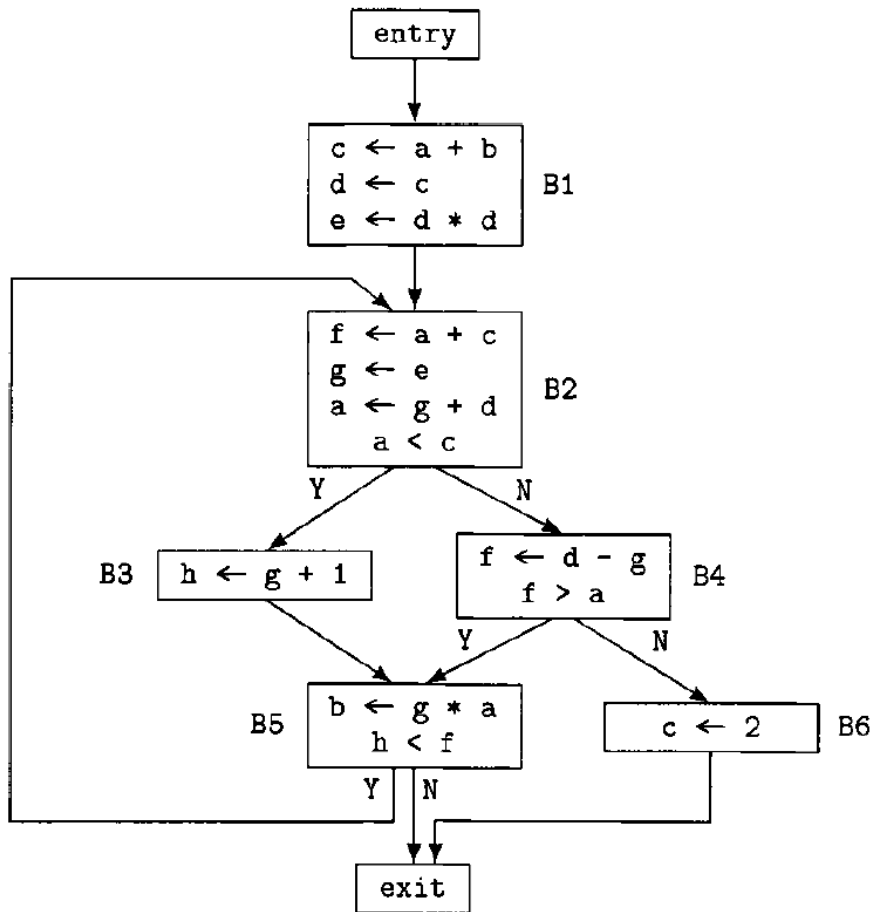 entry
c ← a + b
d ← c
e ← d * d
B1
f ← a + c
g ← e
a ← g + d
a < c
B2
Y
N
B3
h ← g + 1
f ← d - g
f > a
B4
Y
N
B5
b ← g * a
h < f
c ← 2
B6
Y
N
exit